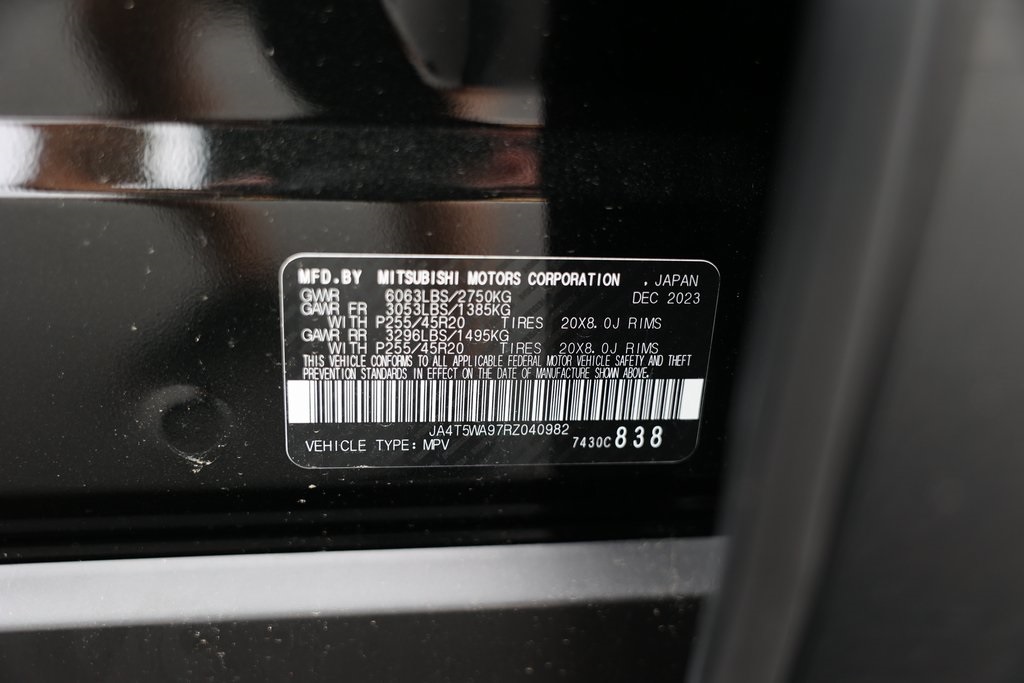 MFD.BY MITSUBISHI MOTORS CORPORATION , JAPAN
GWWR 6063LBS/2750KG DEC 2023
GAWR FR 3053LBS/1385KG
WITH P255/45R20 TIRES 20X8.0J RIMS
GAWR RR 3296LBS/1495KG
WITH P255/45R20 TIRES 20X8.0J RIMS
THIS VEHICLE CONFORMS TO ALL APPLICABLE FEDERAL MOTOR VEHICLE SAFETY AND THEFT
PREVENTION STANDARDS IN EFFECT ON THE DATE OF MANUFACTURE SHOWN ABOVE.
JA4T5WA97RZ040982
VEHICLE TYPE: MPV 7430C 838